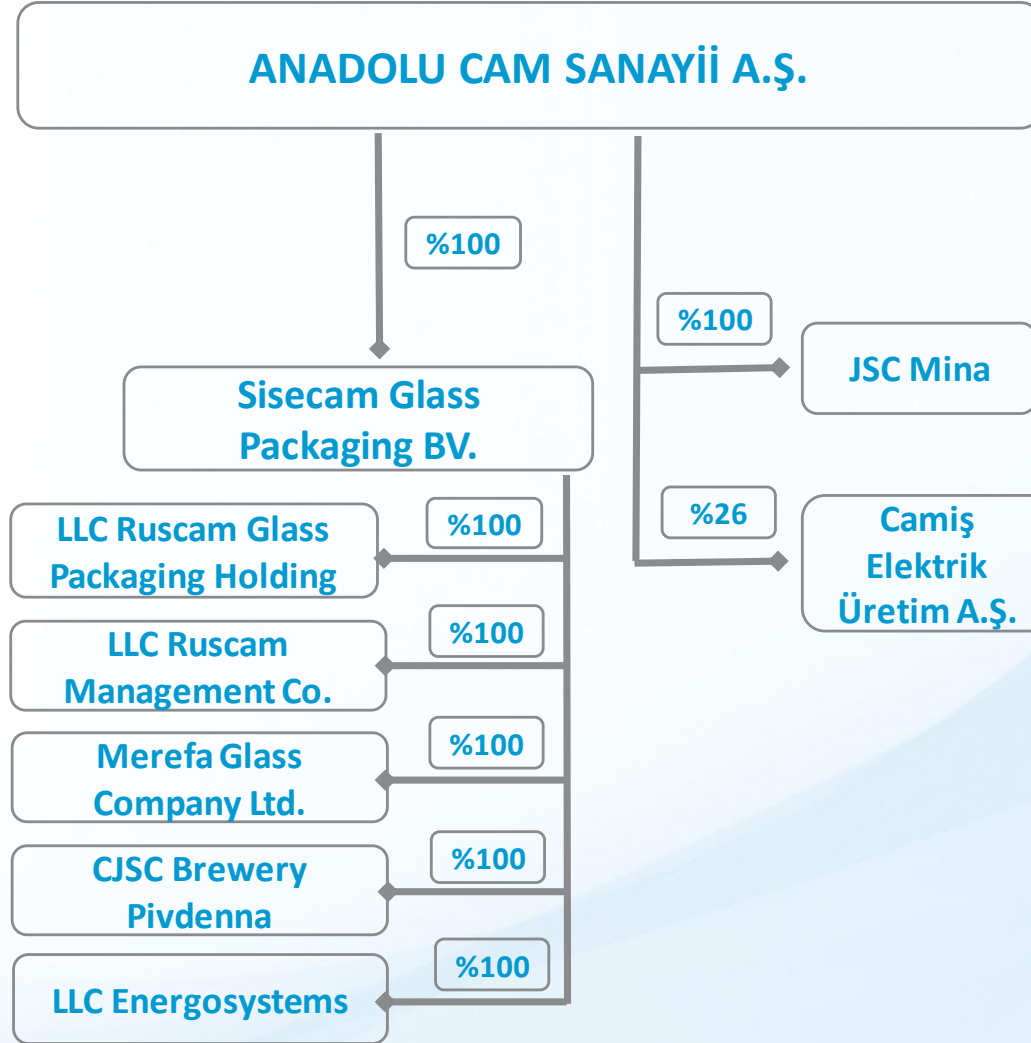 ANADOLU CAM SANAYİİ A.Ş.
%100
%100
JSC Mina
Sisecam Glass
Packaging BV.
%26
Camiş
Elektrik
Üretim A.Ş.
LLC Ruscam Glass
Packaging Holding
%100
LLC Ruscam
Management Co.
%100
Merefa Glass
Company Ltd.
%100
CJSC Brewery
Pivdenna
%100
LLC Energosystems
%100